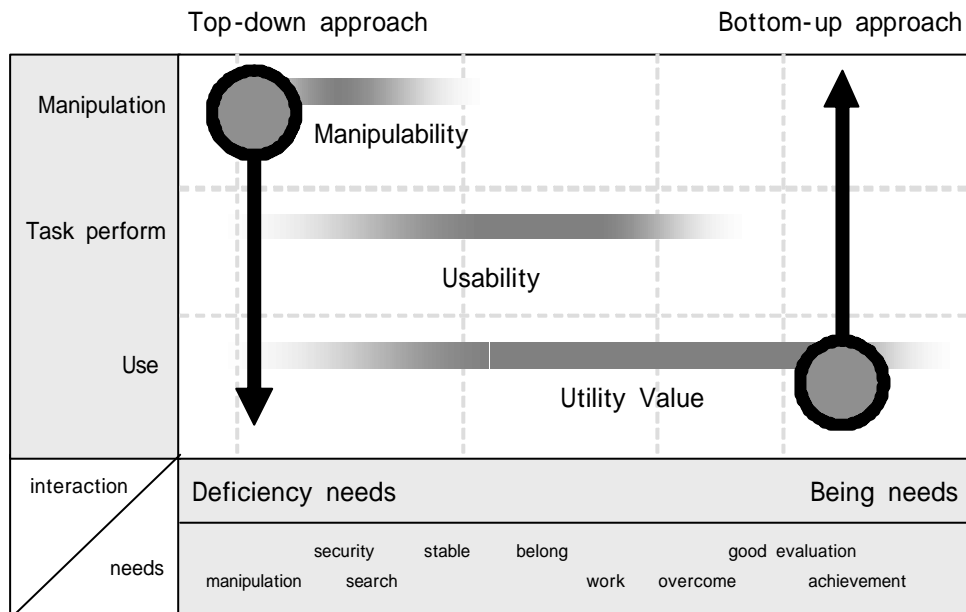 Top-down approach
Bottom-up approach
Manipulation
Manipulability
Task perform
Usability
Use
Utility Value
interaction
needs
Deficiency needs
Being needs
security stable belong good evaluation
manipulation search work overcome achievement